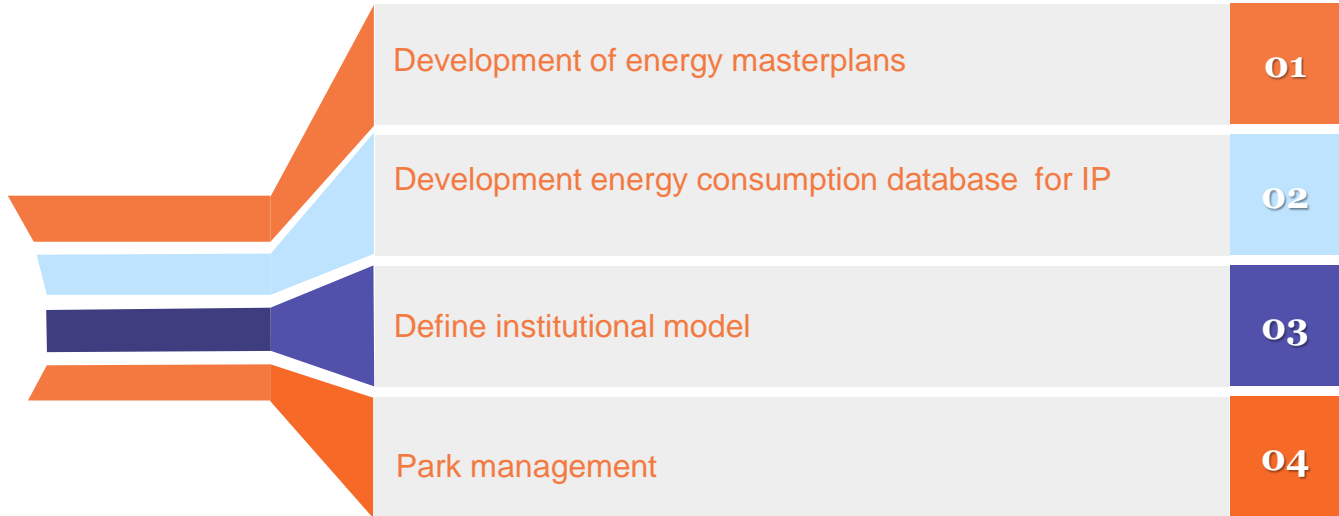 Development of energy masterplans 01
Development energy consumption database  for IP 02
Define institutional model 03
Park management 04